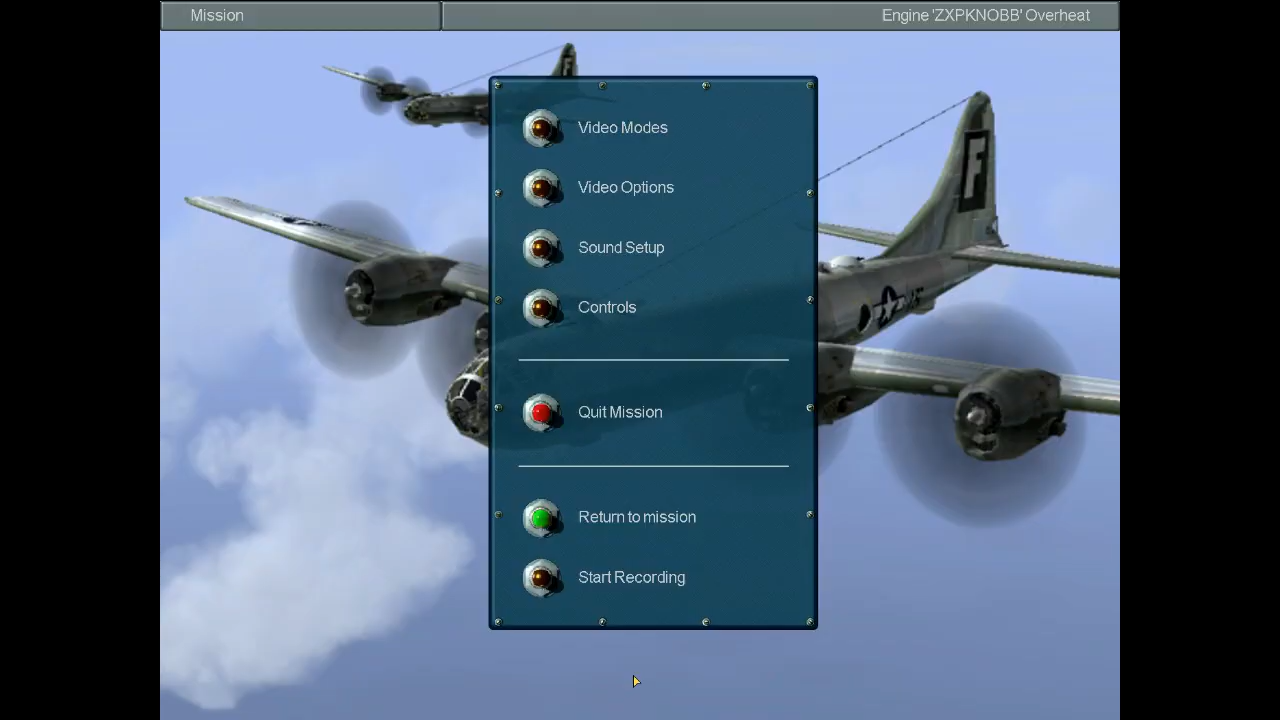 Mission
Engine 'ZXPKNOBB' Overheat
F
F
Video Modes
Video Options
Sound Setup
Controls
Quit Mission
Return to mission
Start Recording